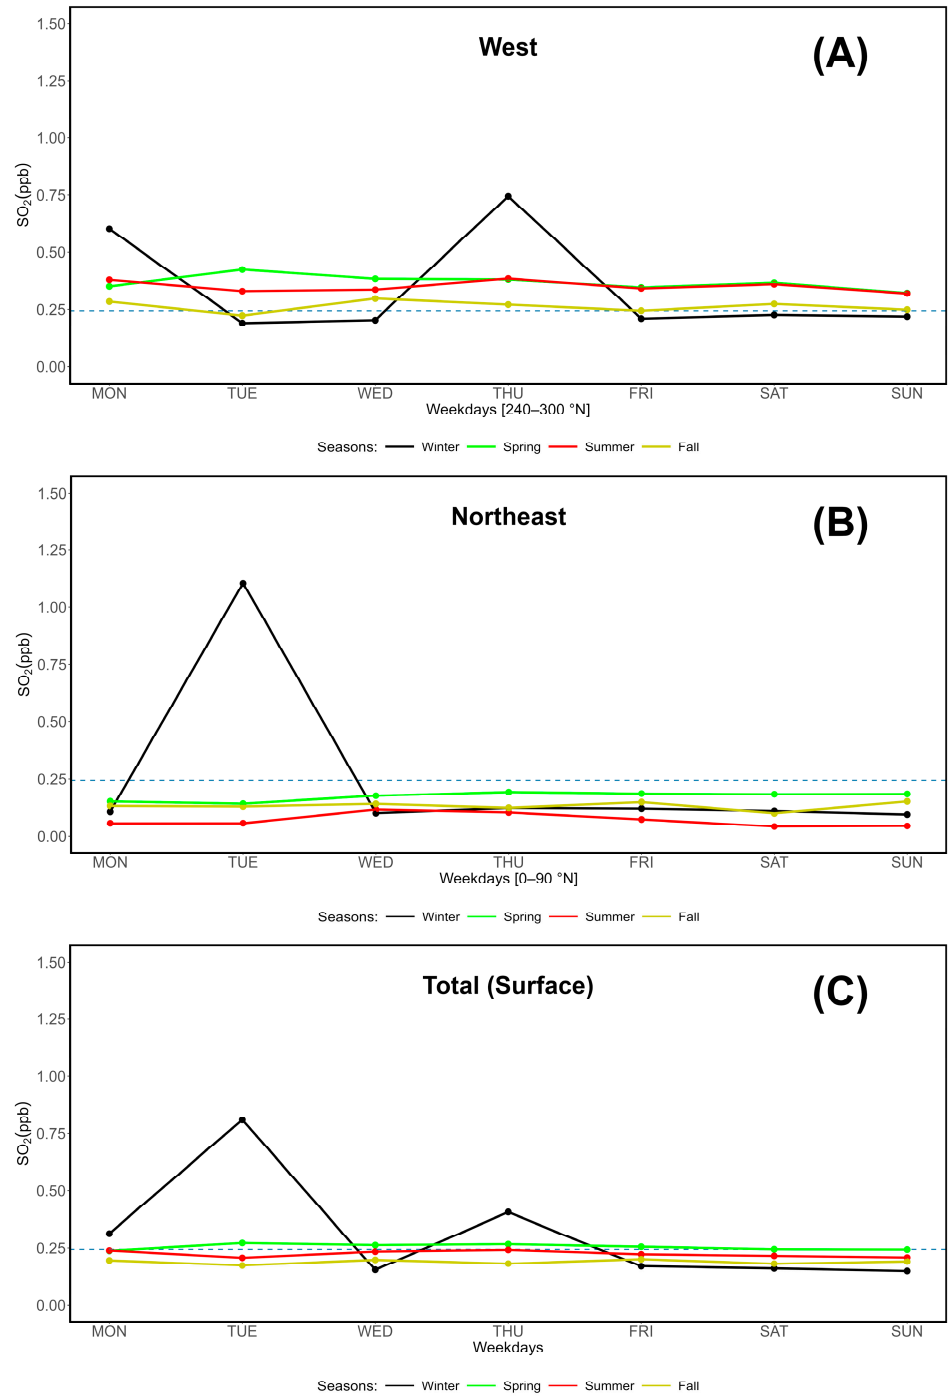 West
(A)
SO2(ppb)
1.50
1.25
1.00
0.75
0.50
0.25
0.00
MON TUE WED THU FRI SAT SUN
Weekdays [240–300 °N]
Seasons: Winter Spring Summer Fall
Northeast
(B)
SO2(ppb)
1.50
1.25
1.00
0.75
0.50
0.25
0.00
MON TUE WED THU FRI SAT SUN
Weekdays [0–90 °N]
Seasons: Winter Spring Summer Fall
Total (Surface)
(C)
SO2(ppb)
1.50
1.25
1.00
0.75
0.50
0.25
0.00
MON TUE WED THU FRI SAT SUN
Weekdays
Seasons: Winter Spring Summer Fall